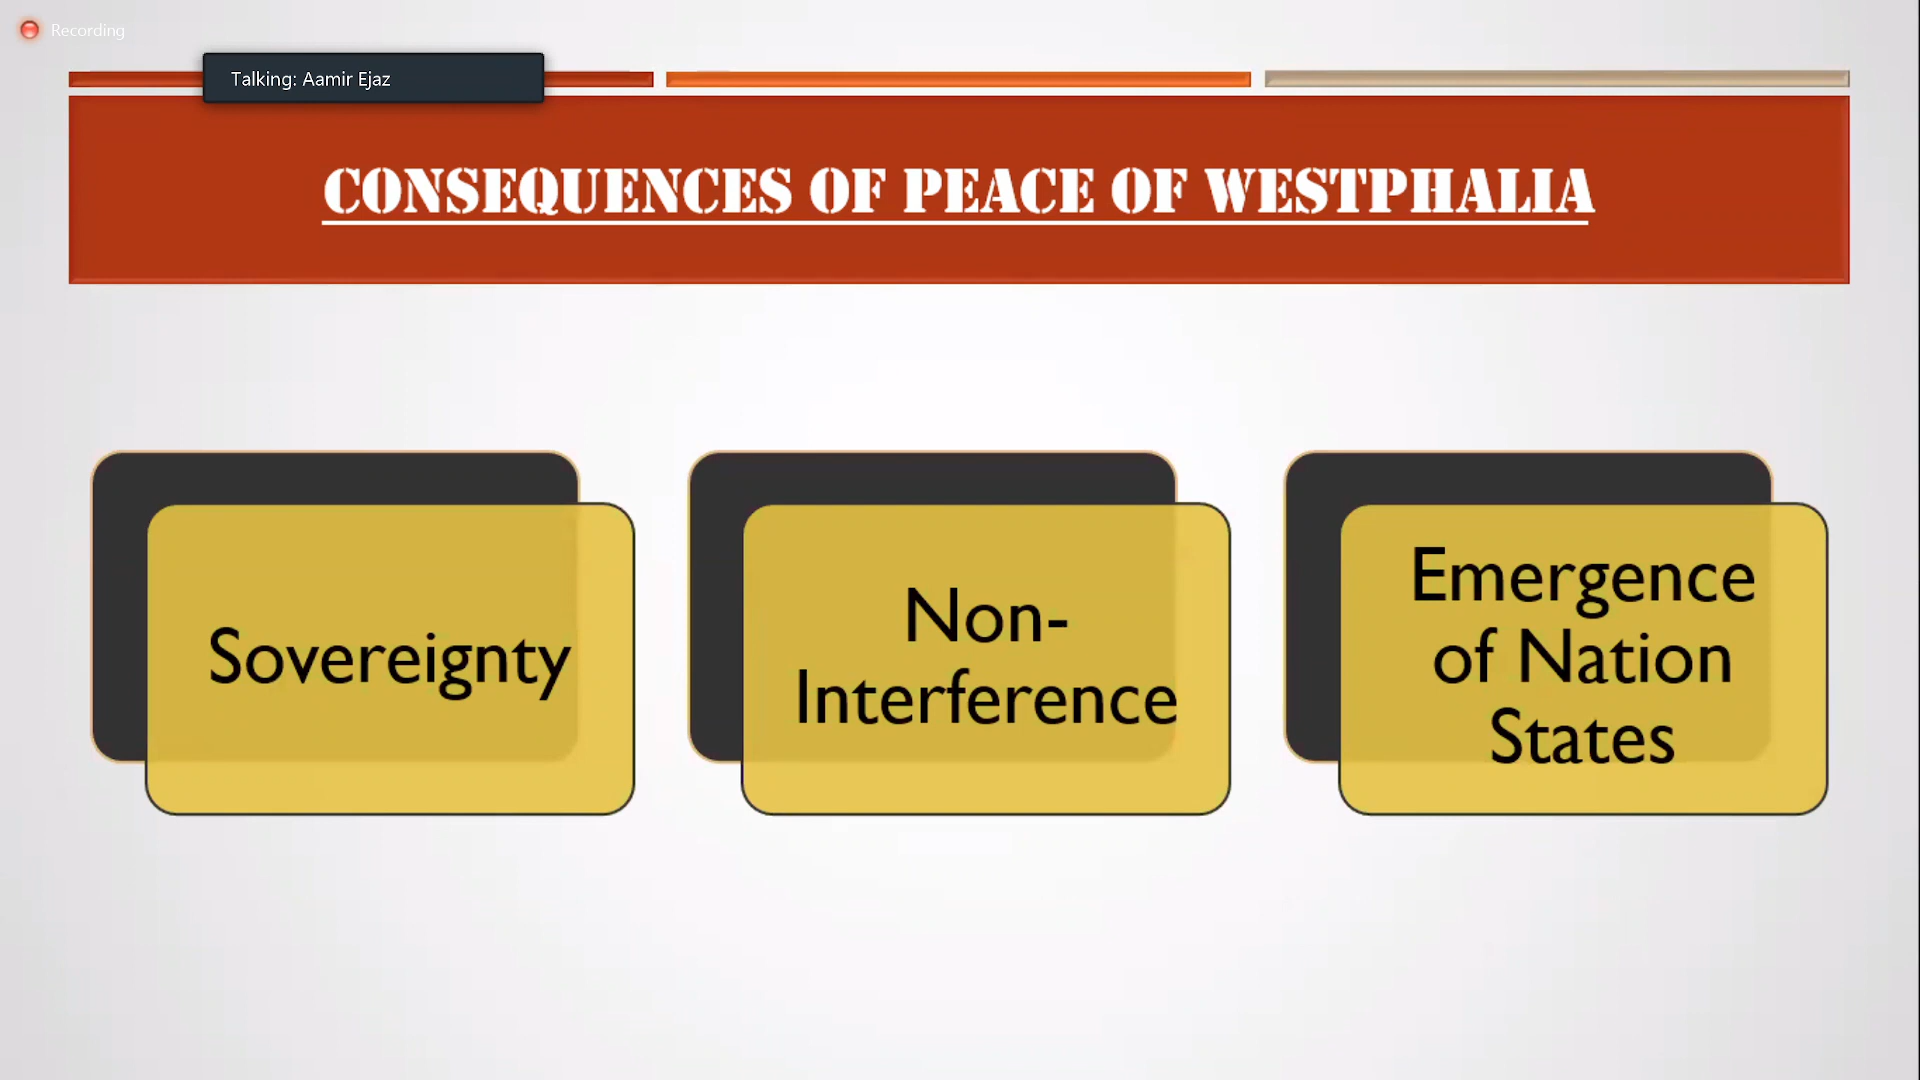 Recording
Talking: Aamir Ejaz
CONSEQUENCES OF PEACE OF WESTPHALIA
Sovereignty
Non-
Interference
Emergence
of Nation
States